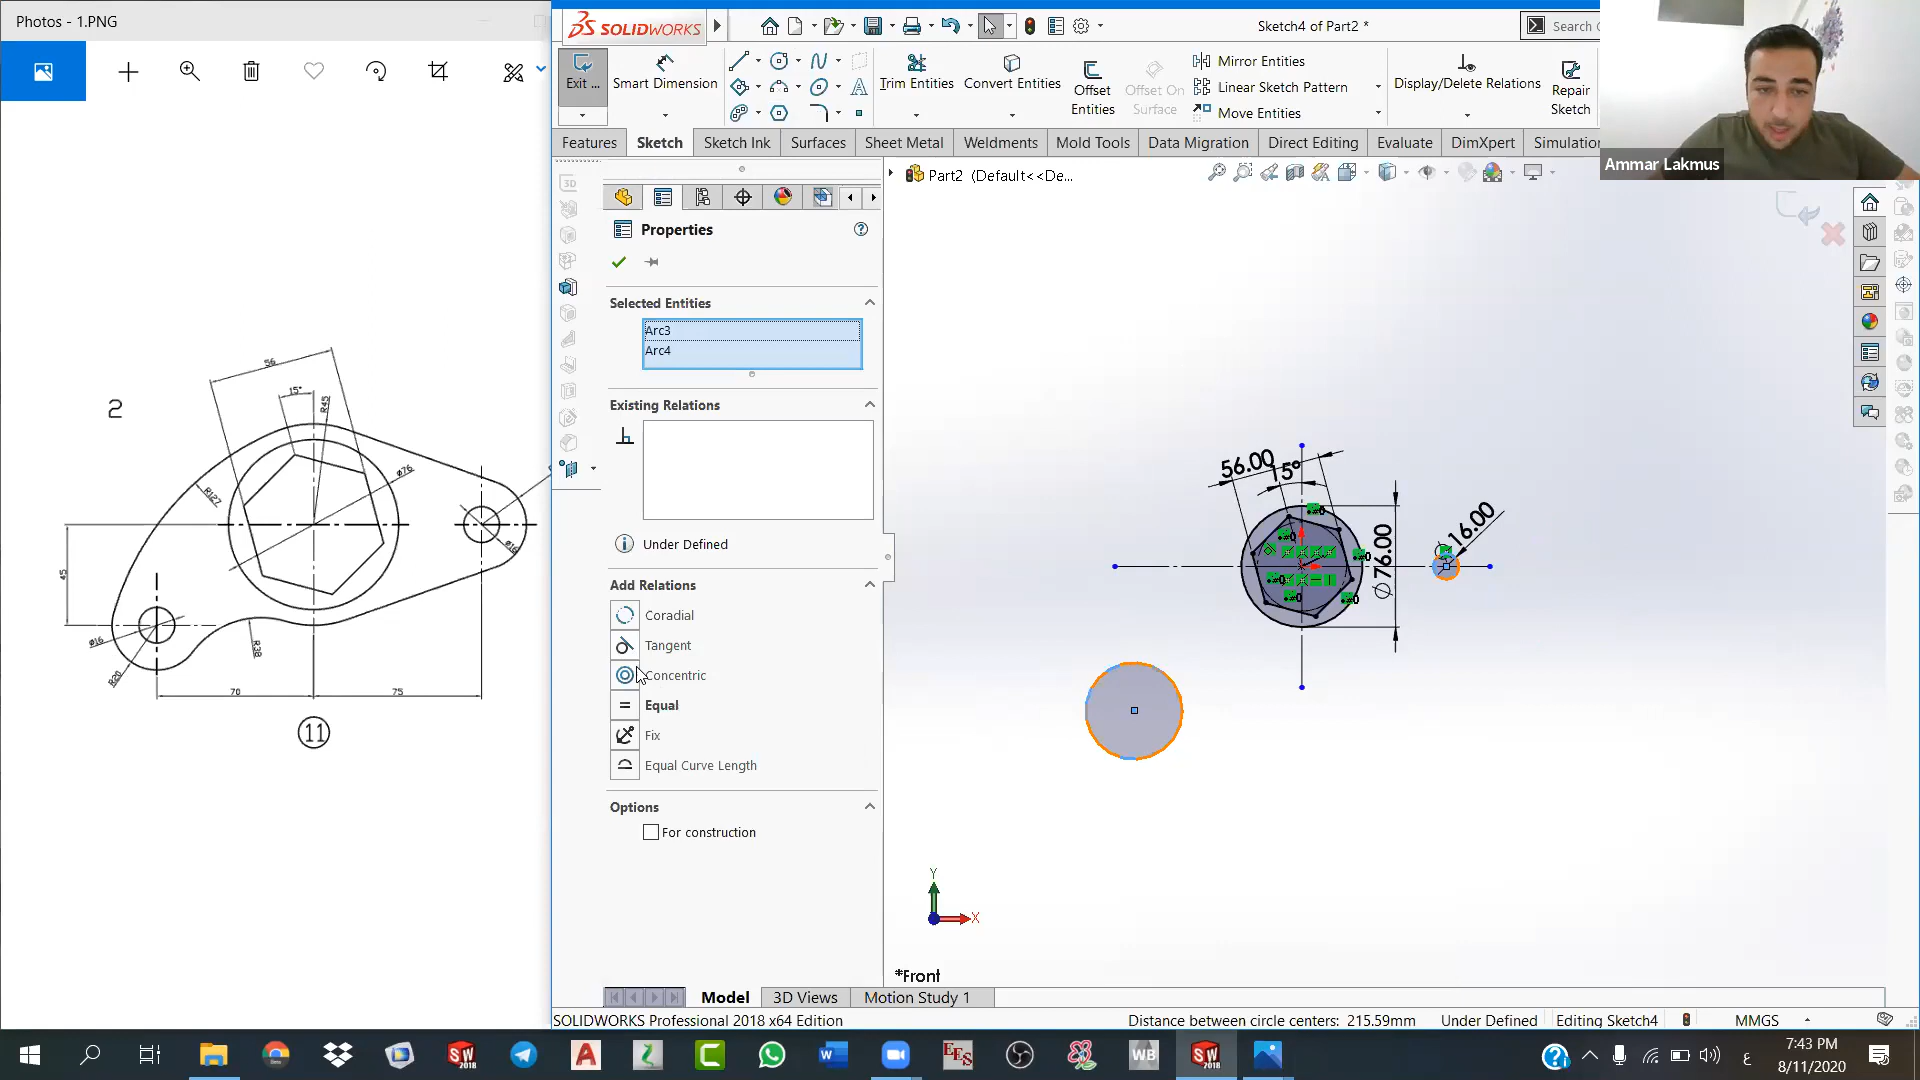 Photos - 1.PNG
SOLIDWORKS
Sketch4 of Part2 *
Search
Exit ...
Smart Dimension
Trim Entities
Convert Entities
Offset
Entities
Offset On
Surface
Mirror Entities
Linear Sketch Pattern
Move Entities
Display/Delete Relations
Repair
Sketch
Features
Sketch
Sketch Ink
Surfaces
Sheet Metal
Weldments
Mold Tools
Data Migration
Direct Editing
Evaluate
DimXpert
Simulation
Ammar Lakmus
Part2 (Default<<De...
Properties
Selected Entities
Arc3
Arc4
Existing Relations
Under Defined
Add Relations
Coradial
Tangent
Concentric
Equal
Fix
Equal Curve Length
Options
For construction
2
56
15°
R45
Ø76
R127
Ø16
45
Ø16
R20
R38
70
75
11
56.00
15°
Ø76.00
16.00
Y
X
*Front
Model
3D Views
Motion Study 1
SOLIDWORKS Professional 2018 x64 Edition
Distance between circle centers: 215.59mm
Under Defined
Editing Sketch4
MMGS
7:43 PM
8/11/2020
ع